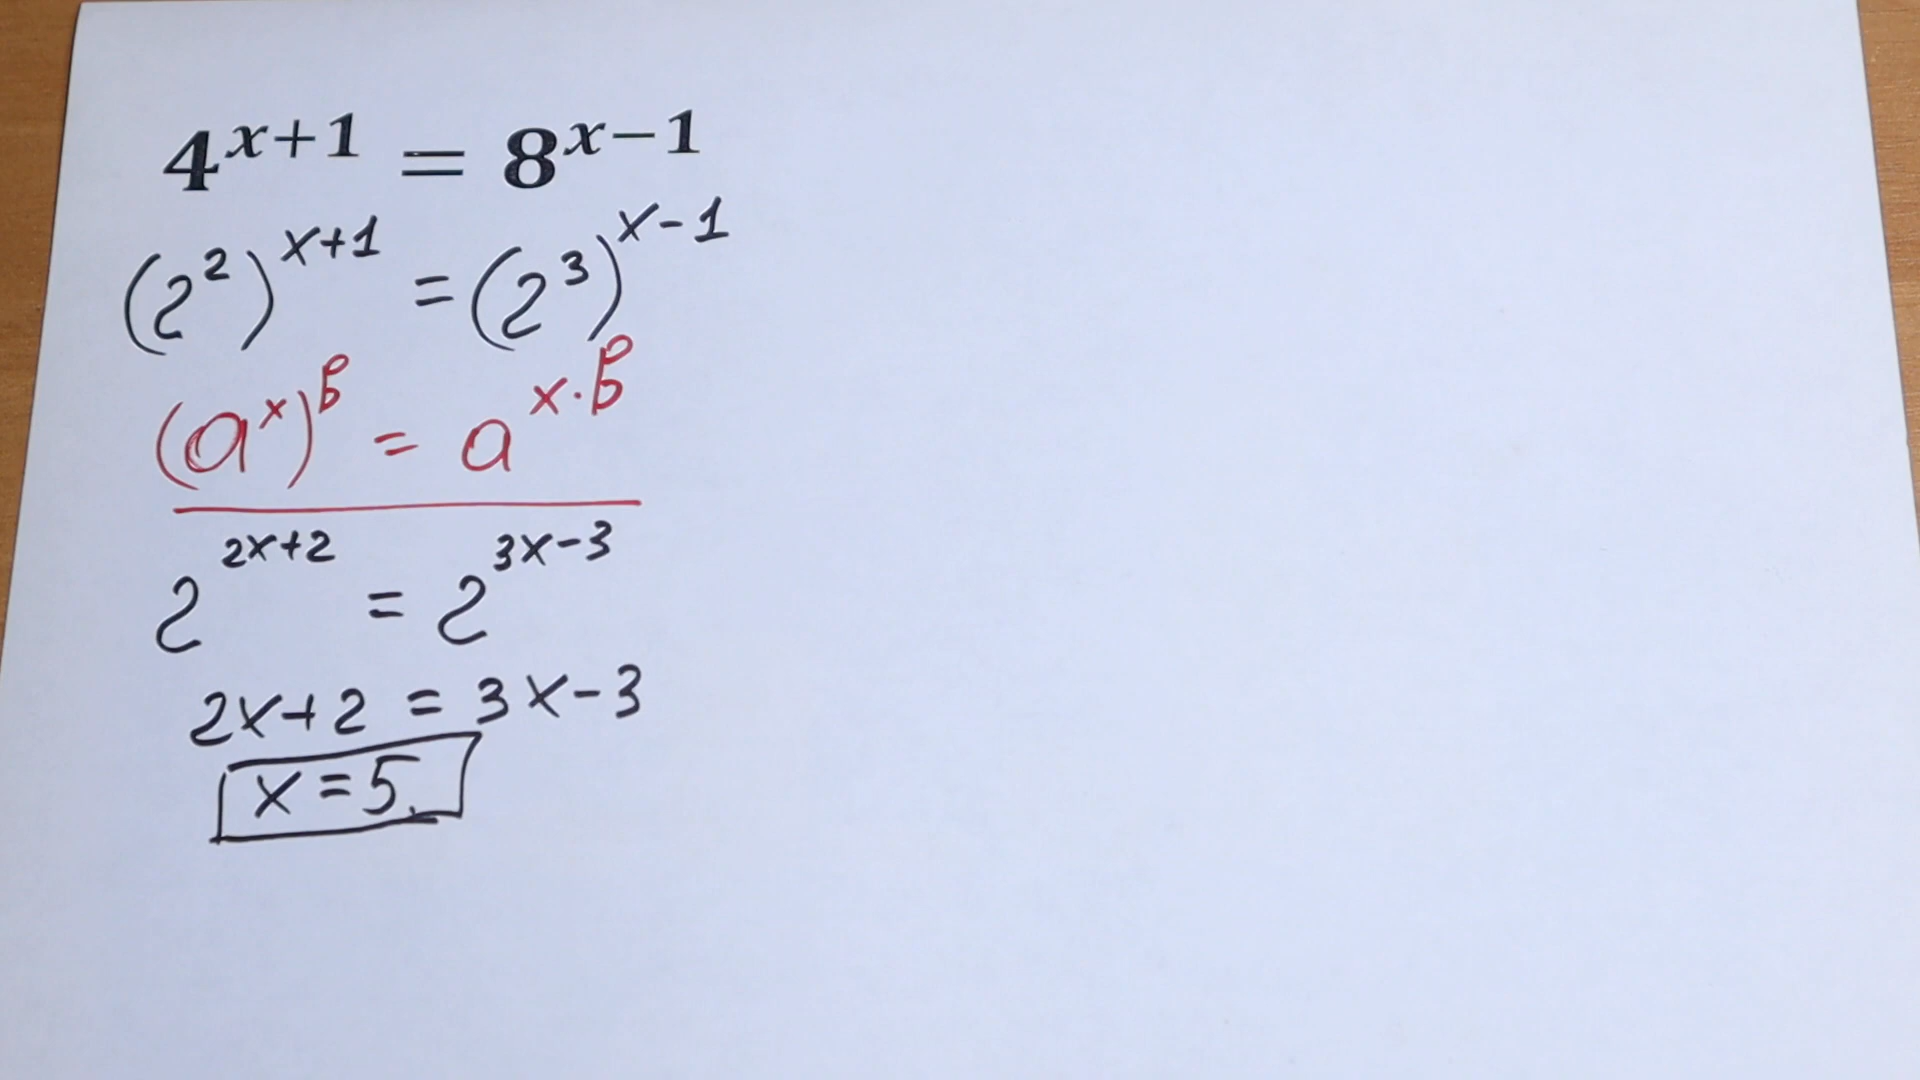 4^{x+1} = 8^{x-1}
(2^2)^{x+1} = (2^3)^{x-1}
(a^x)^β = a^{x·β}
2^{2x+2} = 2^{3x-3}
2x+2 = 3x-3
x=5.